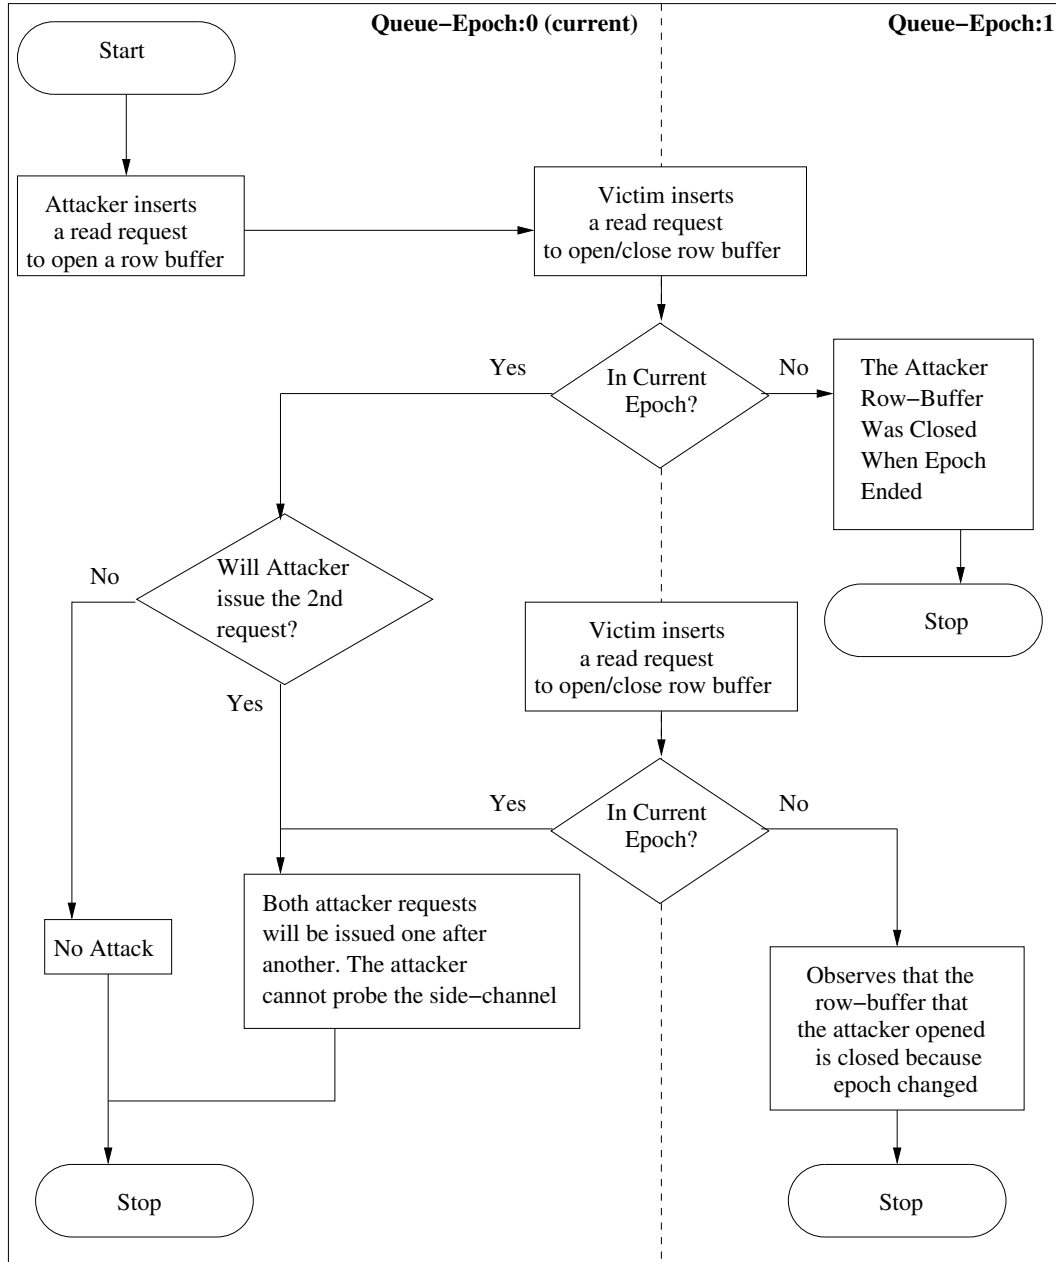 Queue−Epoch:0 (current)
Queue−Epoch:1
Start
Attacker inserts
a read request
to open a row buffer
Victim inserts
a read request
to open/close row buffer
Yes
In Current
Epoch?
No
The Attacker
Row−Buffer
Was Closed
When Epoch
Ended
No
Will Attacker
issue the 2nd
request?
Yes
Stop
Victim inserts
a read request
to open/close row buffer
Yes
In Current
Epoch?
No
No Attack
Both attacker requests
will be issued one after
another. The attacker
cannot probe the side−channel
Observes that the
row−buffer that
the attacker opened
is closed because
epoch changed
Stop
Stop